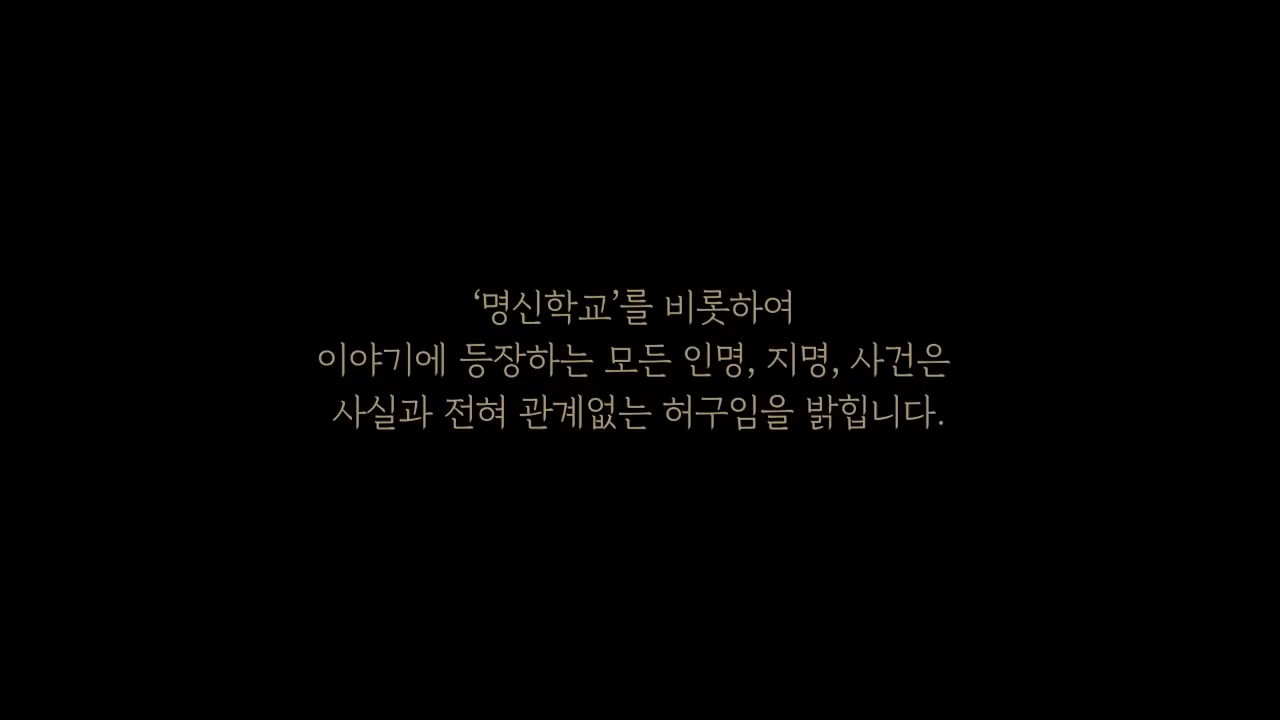 ‘명신학교’를 비롯하여
이야기에 등장하는 모든 인명, 지명, 사건은
사실과 전혀 관계없는 허구임을 밝힙니다.